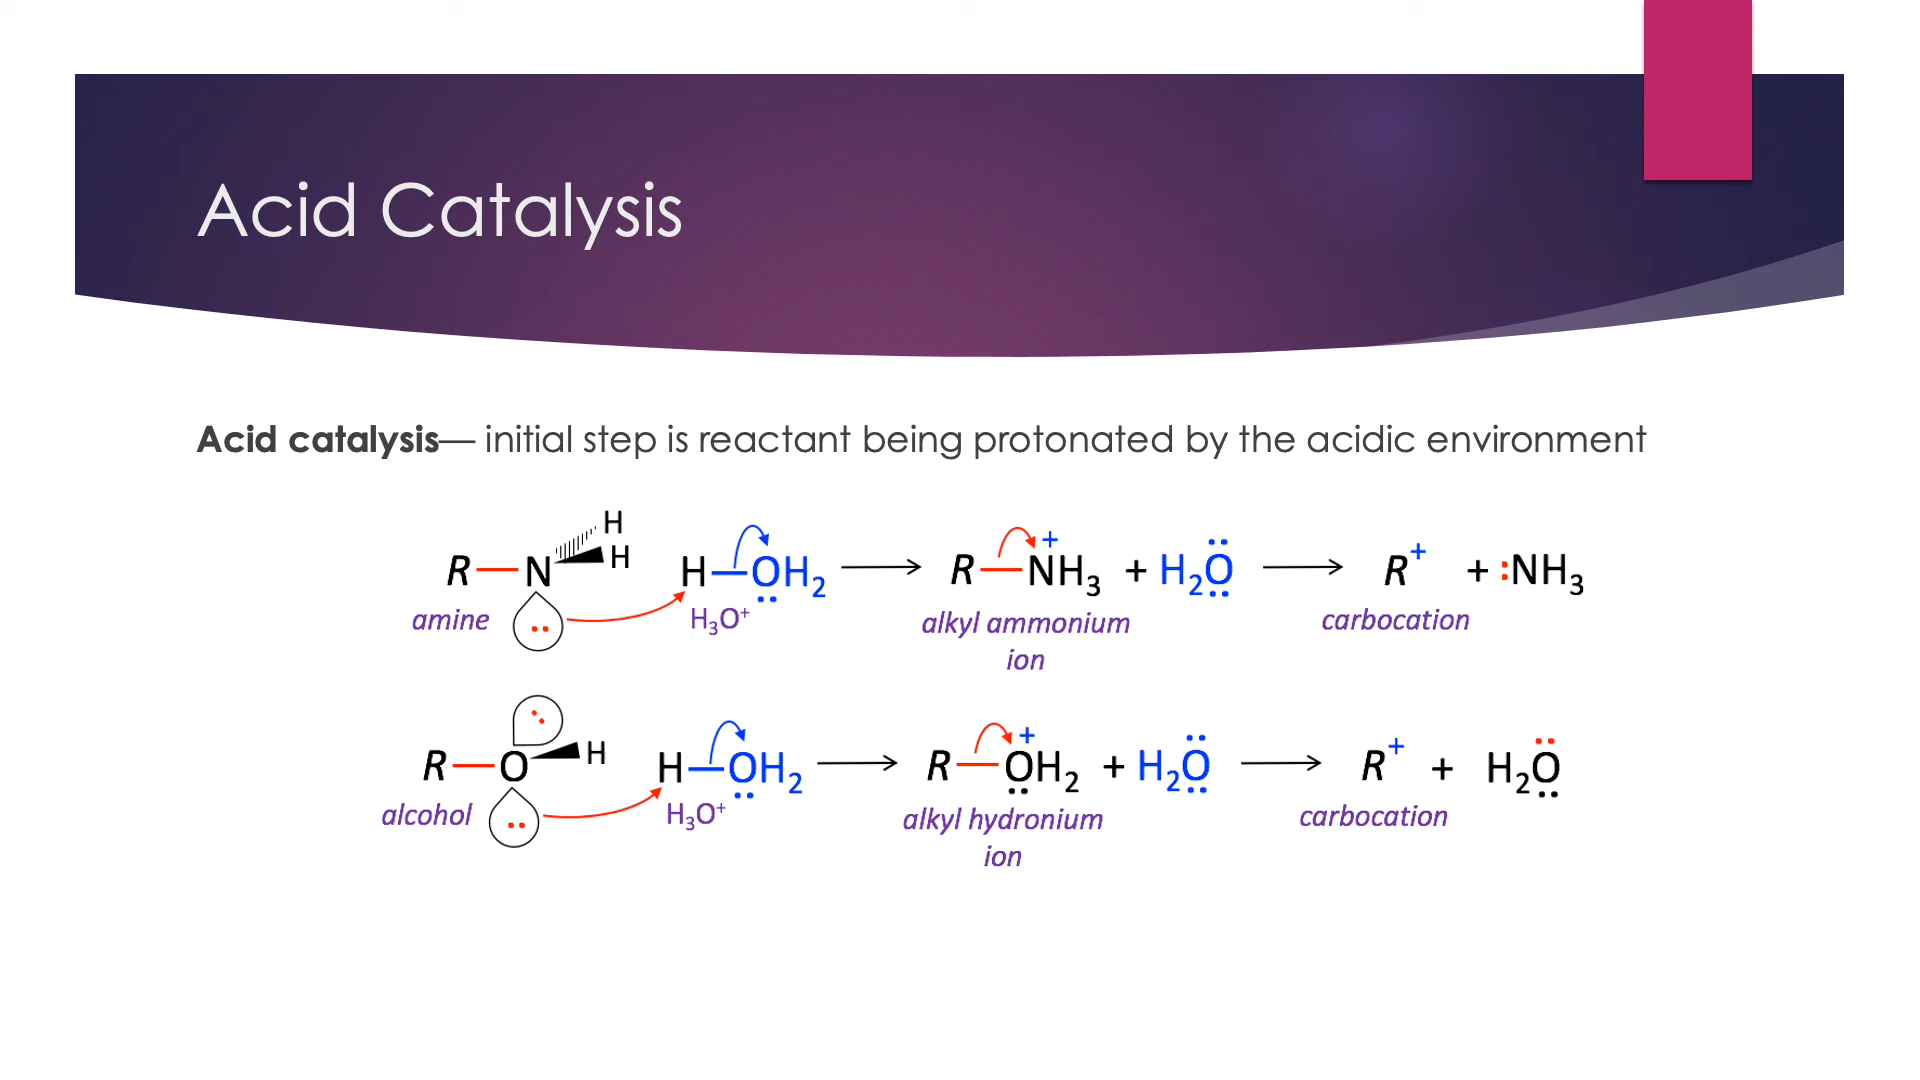 Acid Catalysis
Acid catalysis— initial step is reactant being protonated by the acidic environment
R—N H H H—OH₂ → R—NH₃⁺ + H₂O → R⁺ + :NH₃
amine H₃O⁺ alkyl ammonium ion carbocation
R—O H H—OH₂ → R—OH₂⁺ + H₂O → R⁺ + H₂O
alcohol H₃O⁺ alkyl hydronium ion carbocation